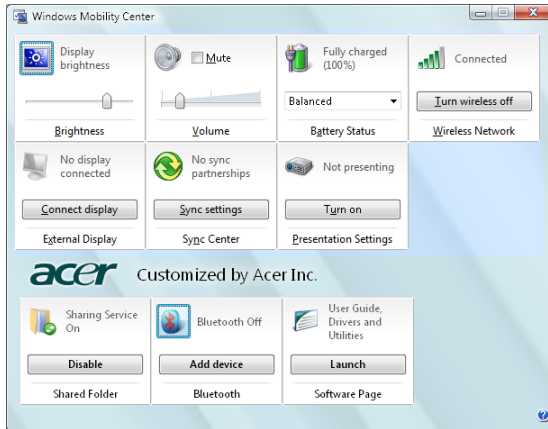 Windows Mobility Center
Display
brightness
Brightness
Mute
Volume
Fully charged
(100%)
Balanced
Battery Status
Connected
Turn wireless off
Wireless Network
No display
connected
Connect display
External Display
No sync
partnerships
Sync settings
Sync Center
Not presenting
Turn on
Presentation Settings
acer Customized by Acer Inc.
Sharing Service
On
Disable
Shared Folder
Bluetooth Off
Add device
Bluetooth
User Guide,
Drivers and
Utilities
Launch
Software Page
?